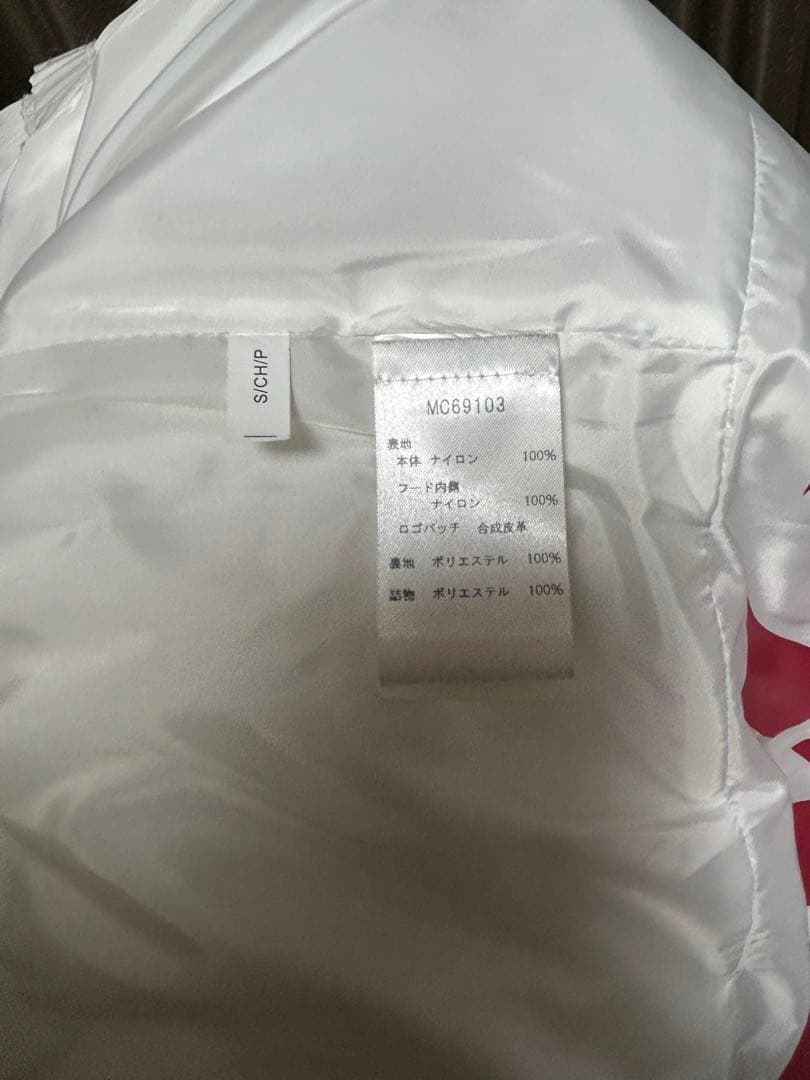 S/CH/P
MC69103
表地
本体 ナイロン 100%
フード内側
ナイロン 100%
ロゴパッチ 合成皮革
裏地 ポリエステル 100%
詰物 ポリエステル 100%